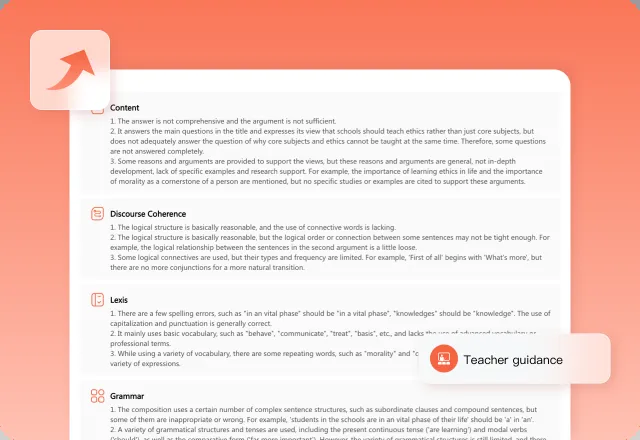 Content
1. The answer is not comprehensive and the argument is not sufficient.
2. It answers the main questions in the title and expresses its view that schools should teach ethics rather than just core subjects, but
does not adequately answer the question of why core subjects and ethics cannot be taught at the same time. Therefore, some questions
are not answered completely.
3. Some reasons and arguments are provided to support the views, but these reasons and arguments are general, not in-depth
development, lack of specific examples and research support. For example, the importance of learning ethics in life and the importance
of morality as a cornerstone of a person are mentioned, but no specific studies or examples are cited to support these arguments.
Discourse Coherence
1. The logical structure is basically reasonable, and the use of connective words is lacking.
2. The logical structure is basically reasonable, but the logical order or connection between some sentences may not be tight enough. For
example, the logical relationship between the sentences in the second argument is a little loose.
3. Some logical connectives are used, but their types and frequency are limited. For example, 'First of all' begins with 'What's more', but
there are no more conjunctions for a more natural transition.
Lexis
1. There are a few spelling errors, such as "in an vital phase" should be "in a vital phase", "knowledges" should be "knowledge". The use of
capitalization and punctuation is generally correct.
2. It mainly uses basic vocabulary, such as "behave", "communicate", "treat", "basis", etc., and lacks the use of advanced vocabulary or
professional terms.
3. While using a variety of vocabulary, there are some repeating words, such as "morality" and "c
variety of expressions.
Teacher guidance
Grammar
1. The composition uses a certain number of complex sentence structures, such as subordinate clauses and compound sentences, but
some of them are inappropriate or wrong. For example, 'students in the schools are in an vital phase of their life' should be 'a' in 'an'.
2. A variety of grammatical structures and tenses are used, including the present continuous tense ('are learning') and modal verbs
('should'), as well as the comparative form ('far more important'). However, the variety of grammatical structures is still limited, and there